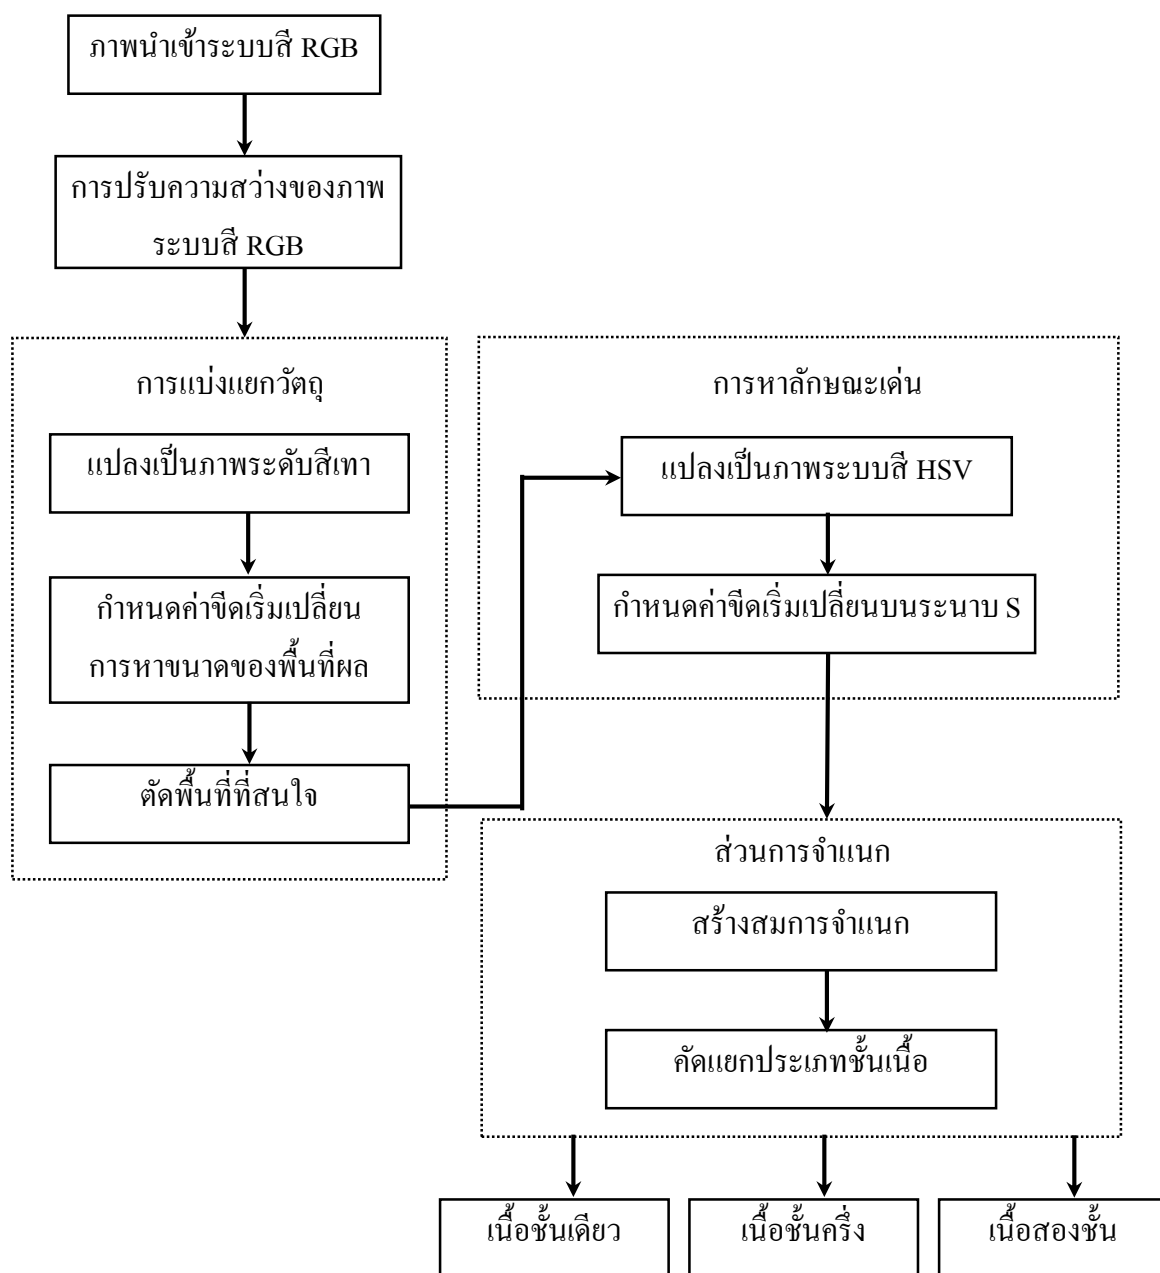 ภาพนำเข้าระบบสี RGB
การปรับความสว่างของภาพ
ระบบสี RGB
การแบ่งแยกวัตถุ
แปลงเป็นภาพระดับสีเทา
กำหนดค่าขีดเริ่มเปลี่ยน
การหาขนาดของพื้นที่ผล
ตัดพื้นที่ที่สนใจ
การหาลักษณะเด่น
แปลงเป็นภาพระบบสี HSV
กำหนดค่าขีดเริ่มเปลี่ยนบนระนาบ S
ส่วนการจำแนก
สร้างสมการจำแนก
คัดแยกประเภทชั้นเนื้อ
เนื้อชั้นเดียว
เนื้อชั้นครึ่ง
เนื้อสองชั้น